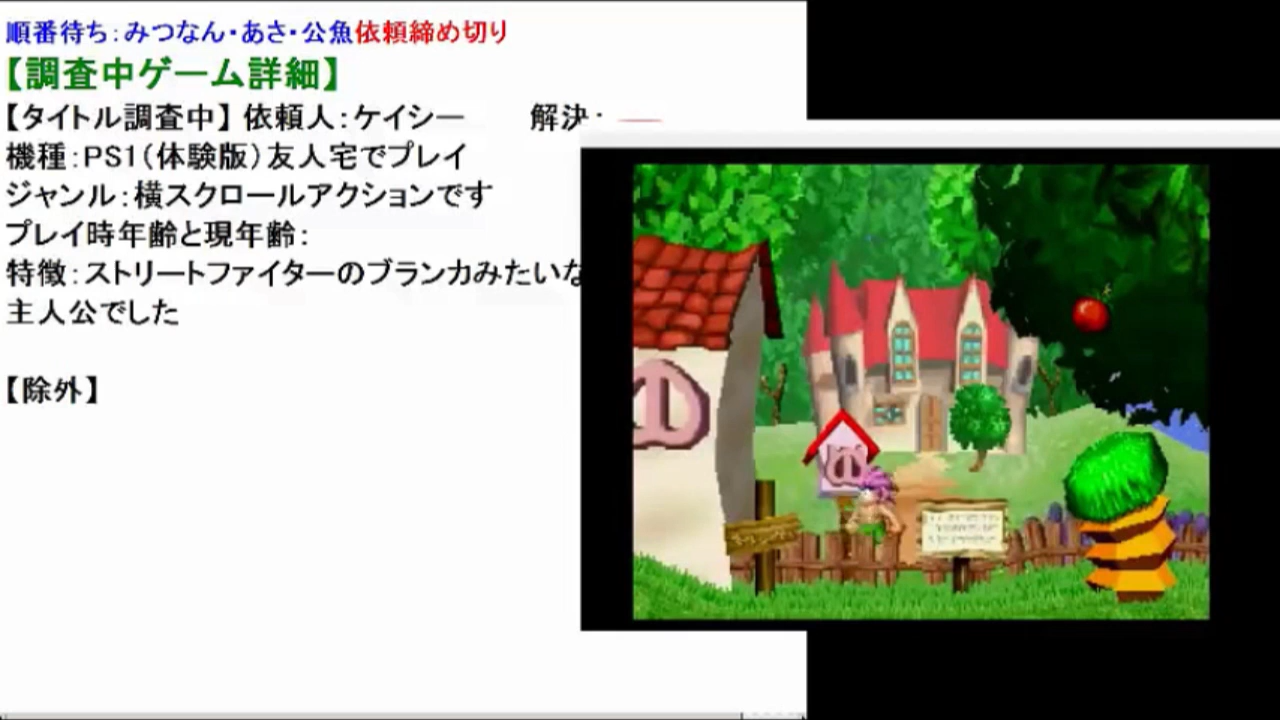 順番待ち：みつなん・あさ・公魚依頼締め切り
【調査中ゲーム詳細】
【タイトル調査中】依頼人：ケイシー　　解決：
機種：PS1（体験版）友人宅でプレイ
ジャンル：横スクロールアクションです
プレイ時年齢と現年齢：
特徴：ストリートファイターのブランカみたいな
主人公でした
【除外】